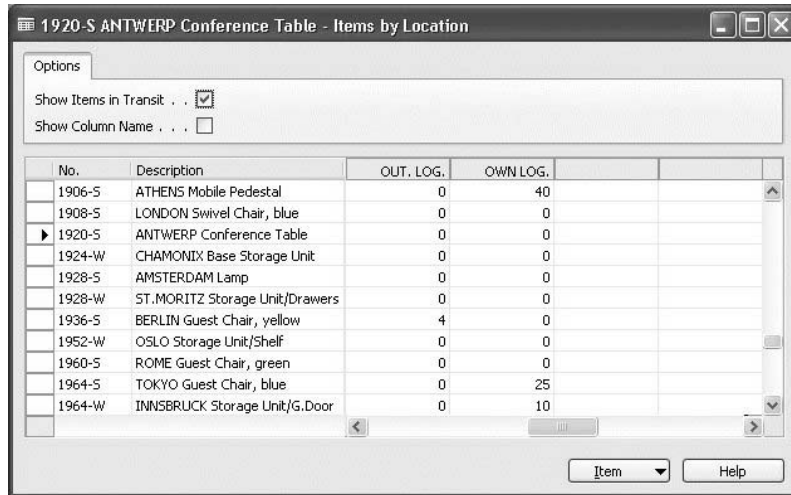 1920-S ANTWERP Conference Table - Items by Location
Options
Show Items in Transit . .
Show Column Name . . . .
No. Description OUT. LOG. OWN LOG.
1906-S ATHENS Mobile Pedestal 0 40
1908-S LONDON Swivel Chair, blue 0 0
1920-S ANTWERP Conference Table 0 0
1924-W CHAMONIX Base Storage Unit 0 0
1928-S AMSTERDAM Lamp 0 0
1928-W ST.MORITZ Storage Unit/Drawers 0 0
1936-S BERLIN Guest Chair, yellow 4 0
1952-W OSLO Storage Unit/Shelf 0 0
1960-S ROME Guest Chair, green 0 0
1964-S TOKYO Guest Chair, blue 0 25
1964-W INNSBRUCK Storage Unit/G.Door 0 10
Item Help